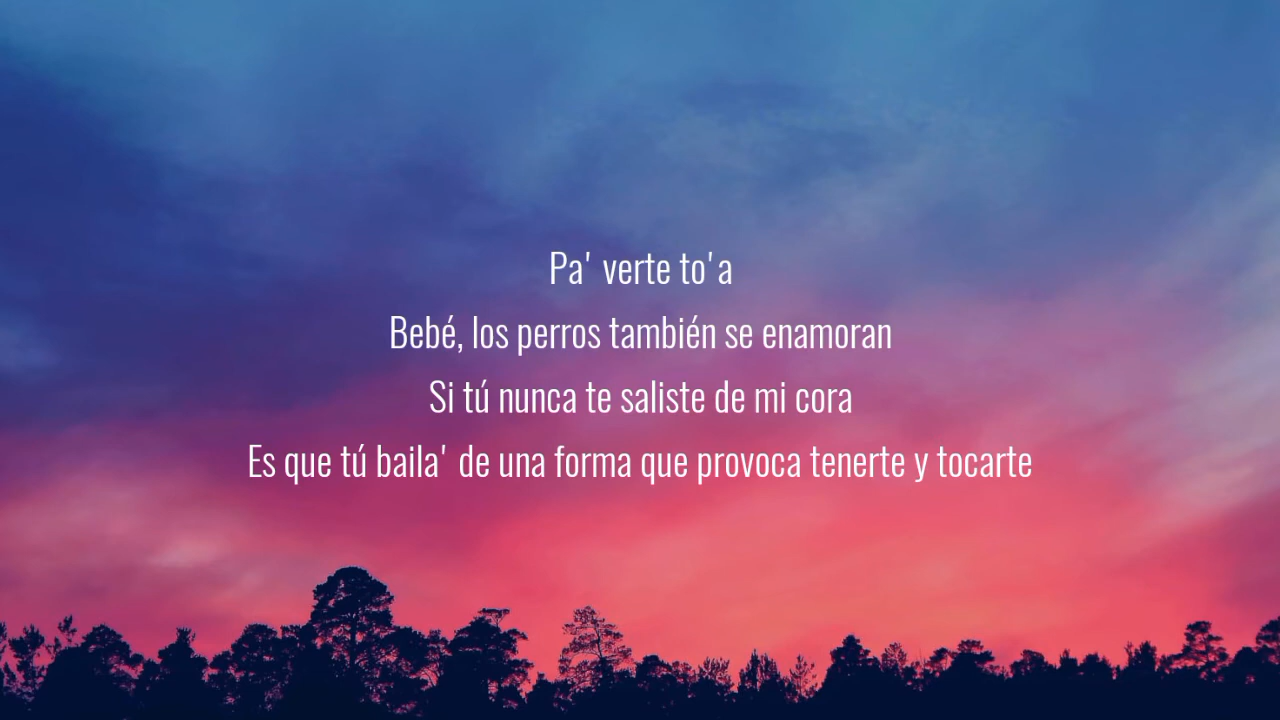 Pa' verte to'a
Bebé, los perros también se enamoran
Si tú nunca te saliste de mi cora
Es que tú baila' de una forma que provoca tenerte y tocarte